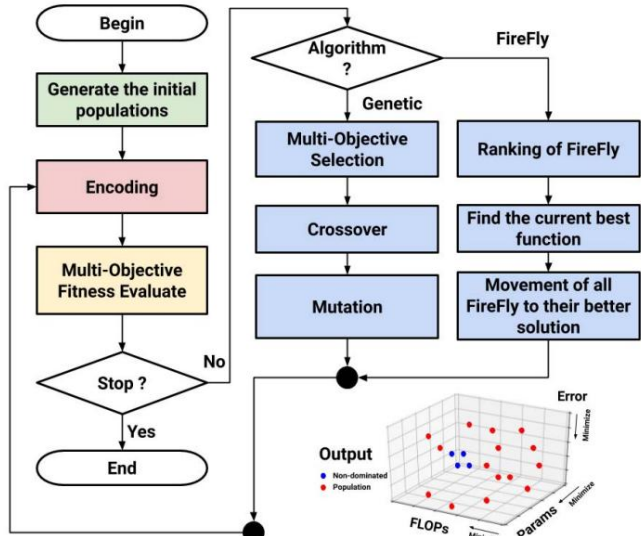 Begin
Generate the initial
populations
Encoding
Multi-Objective
Fitness Evaluate
Stop ?
No
Yes
End
Algorithm
?
FireFly
Genetic
Multi-Objective
Selection
Crossover
Mutation
Ranking of FireFly
Find the current best
function
Movement of all
FireFly to their better
solution
Output
Non-dominated
Population
Error
Minimize
Params
Minimize
FLOPs